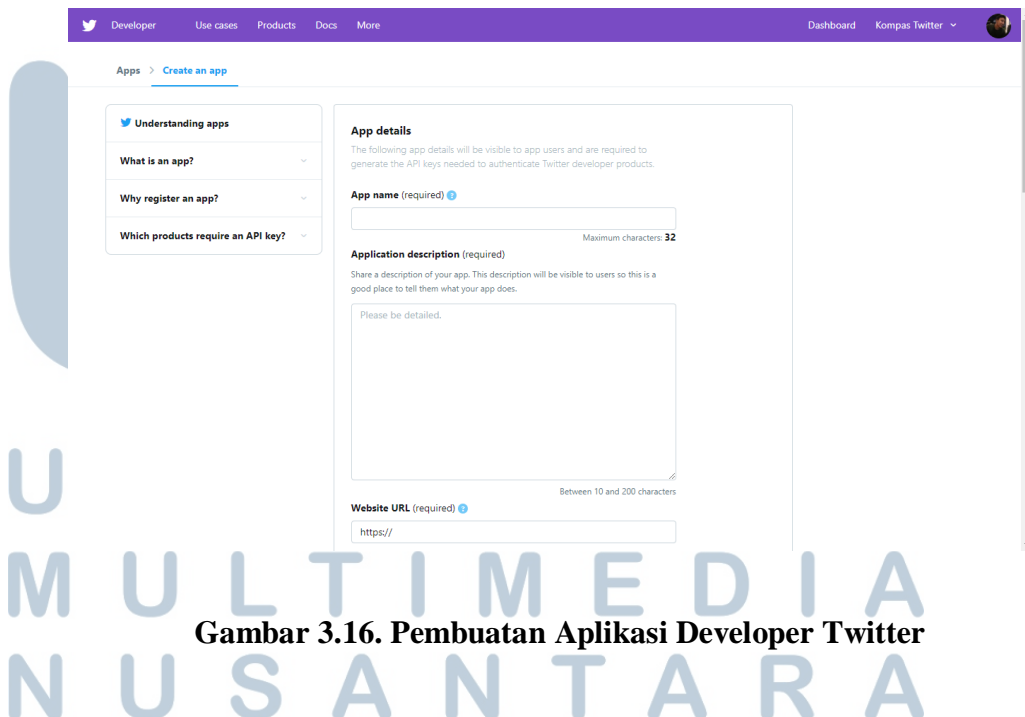 Developer Use cases Products Docs More Dashboard Kompas Twitter
Apps > Create an app
Understanding apps
What is an app?
Why register an app?
Which products require an API key?
App details
The following app details will be visible to app users and are required to
generate the API keys needed to authenticate Twitter developer products.
App name (required) ?
Maximum characters: 32
Application description (required)
Share a description of your app. This description will be visible to users so this is a
good place to tell them what your app does.
Please be detailed.
Between 10 and 200 characters
Website URL (required) ?
https://
U
MULTIMEDIA
Gambar 3.16. Pembuatan Aplikasi Developer Twitter
NUSANTARA